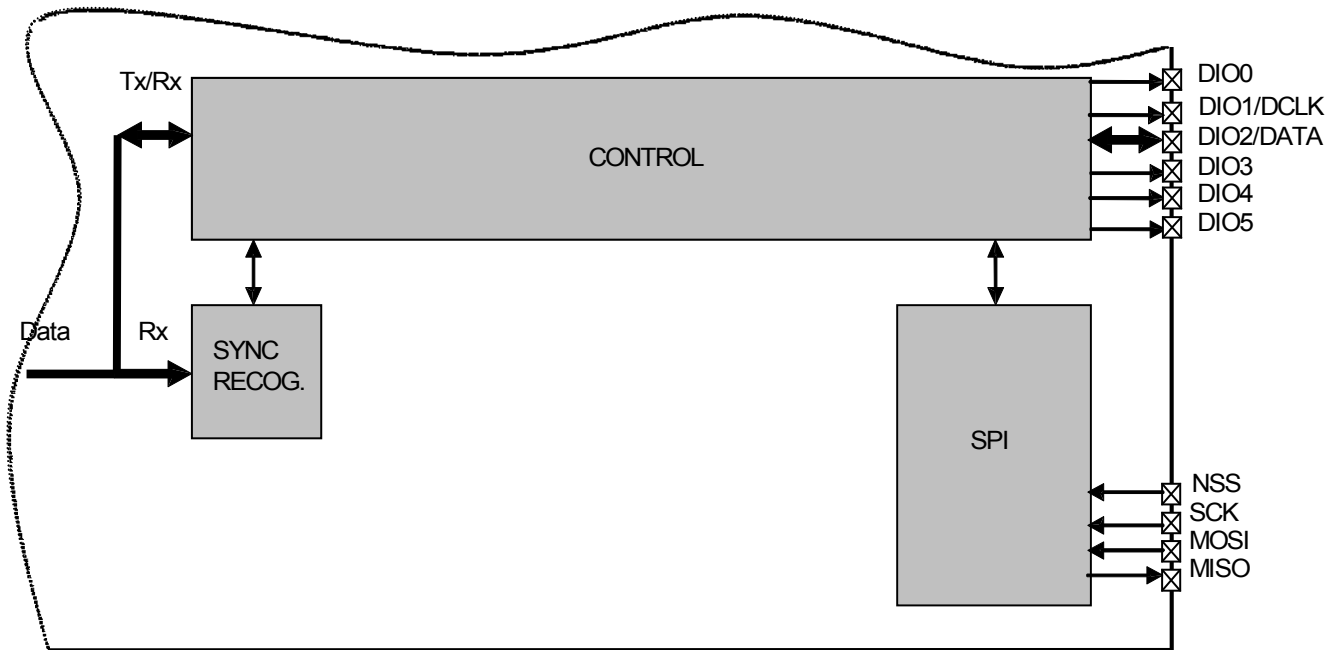 Tx/Rx
CONTROL
DIO0
DIO1/DCLK
DIO2/DATA
DIO3
DIO4
DIO5
Data
Rx
SYNC
RECOG.
SPI
NSS
SCK
MOSI
MISO